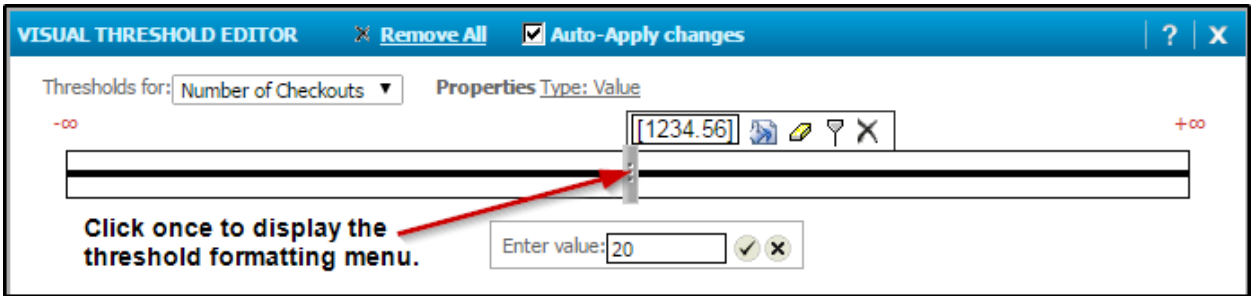 VISUAL THRESHOLD EDITOR Remove All Auto-Apply changes ? X
Thresholds for: Number of Checkouts ▼ Properties Type: Value
-∞ [1234.56] +∞
Click once to display the
threshold formatting menu.
Enter value: 20